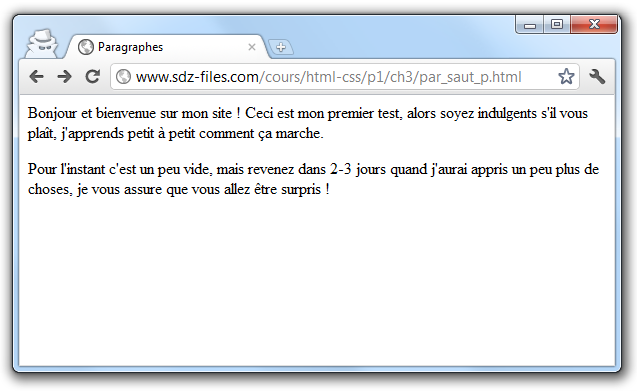 Paragraphes
www.sdz-files.com/cours/html-css/p1/ch3/par_saut_p.html
Bonjour et bienvenue sur mon site ! Ceci est mon premier test, alors soyez indulgents s'il vous
plaît, j'apprends petit à petit comment ça marche.
Pour l'instant c'est un peu vide, mais revenez dans 2-3 jours quand j'aurai appris un peu plus de
choses, je vous assure que vous allez être surpris !